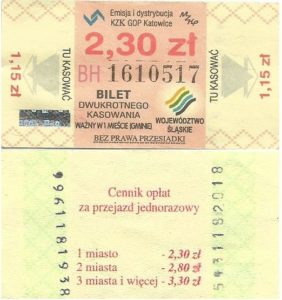 Emisja i dystrybucja
KZK GOP Katowice
2,30 zł
BH 1610517
1,15 zł
TU KASOWAĆ
TU KASOWAĆ
1,15 zł
BILET
DWUKROTNEGO
KASOWANIA
WAŻNY W 1 MIEŚCIE (GMINIE)
BEZ PRAWA PRZESIADKI
WOJEWÓDZTWO
ŚLĄSKIE
Cennik opłat
za przejazd jednorazowy
1 miasto - 2,30 zł
2 miasta - 2,80 zł
3 miasta i więcej - 3,30 zł